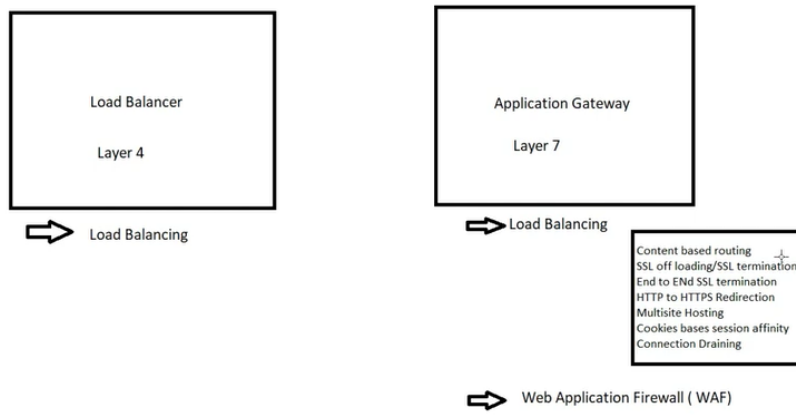 Load Balancer
Layer 4
Load Balancing
Application Gateway
Layer 7
Load Balancing
Content based routing
SSL off loading/SSL termination
End to ENd SSL termination
HTTP to HTTPS Redirection
Multisite Hosting
Cookies bases session affinity
Connection Draining
Web Application Firewall ( WAF)